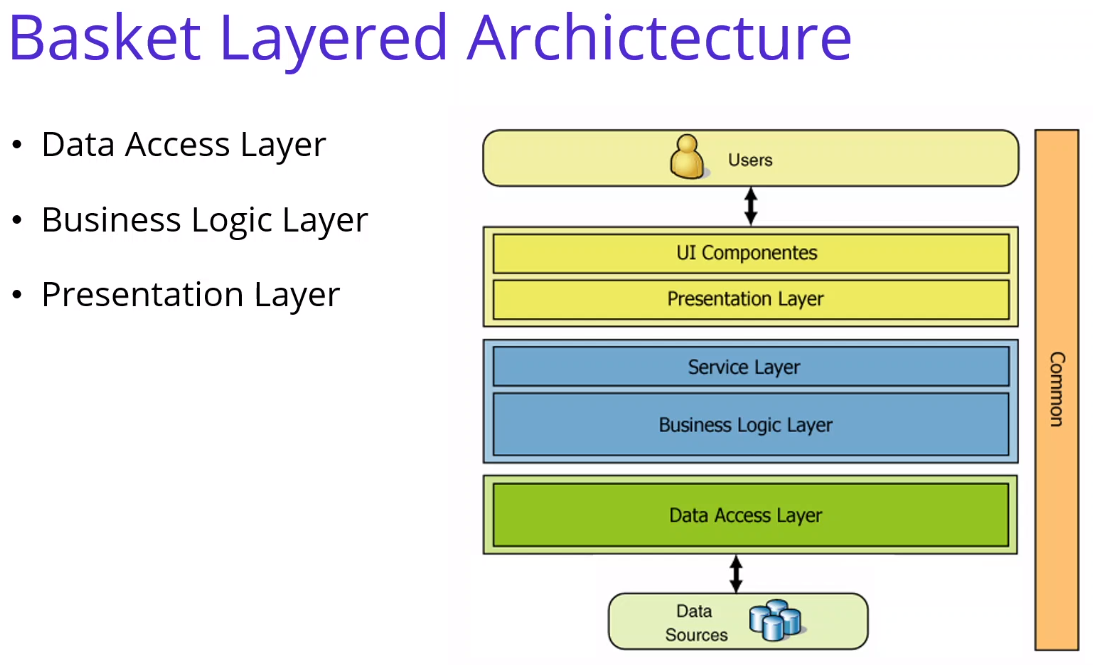 Basket Layered Archictecture
• Data Access Layer
• Business Logic Layer
• Presentation Layer
Users
UI Componentes
Presentation Layer
Service Layer
Business Logic Layer
Data Access Layer
Data
Sources
Common